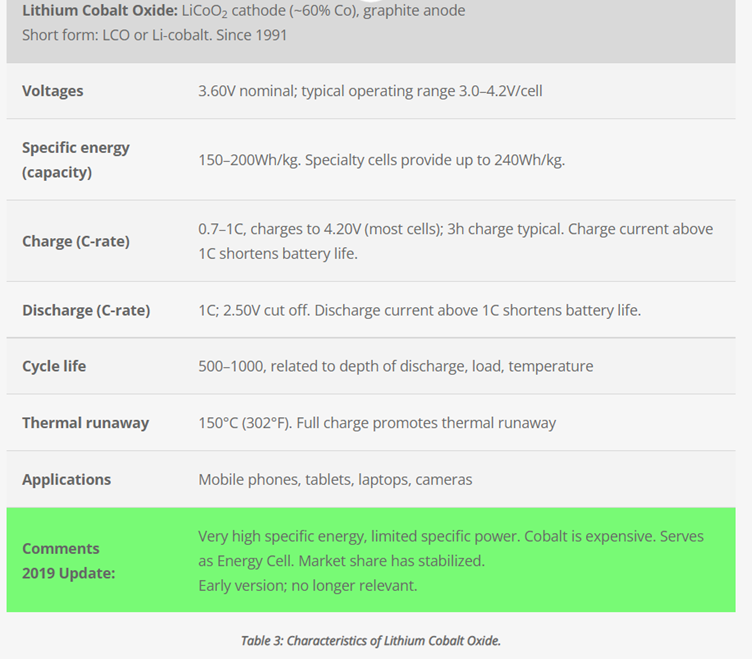 Lithium Cobalt Oxide: LiCoO₂ cathode (~60% Co), graphite anode
Short form: LCO or Li-cobalt. Since 1991
Voltages 3.60V nominal; typical operating range 3.0–4.2V/cell
Specific energy (capacity) 150–200Wh/kg. Specialty cells provide up to 240Wh/kg.
Charge (C-rate) 0.7–1C, charges to 4.20V (most cells); 3h charge typical. Charge current above
1C shortens battery life.
Discharge (C-rate) 1C; 2.50V cut off. Discharge current above 1C shortens battery life.
Cycle life 500–1000, related to depth of discharge, load, temperature
Thermal runaway 150°C (302°F). Full charge promotes thermal runaway
Applications Mobile phones, tablets, laptops, cameras
Comments
2019 Update:
Very high specific energy, limited specific power. Cobalt is expensive. Serves
as Energy Cell. Market share has stabilized.
Early version; no longer relevant.
Table 3: Characteristics of Lithium Cobalt Oxide.